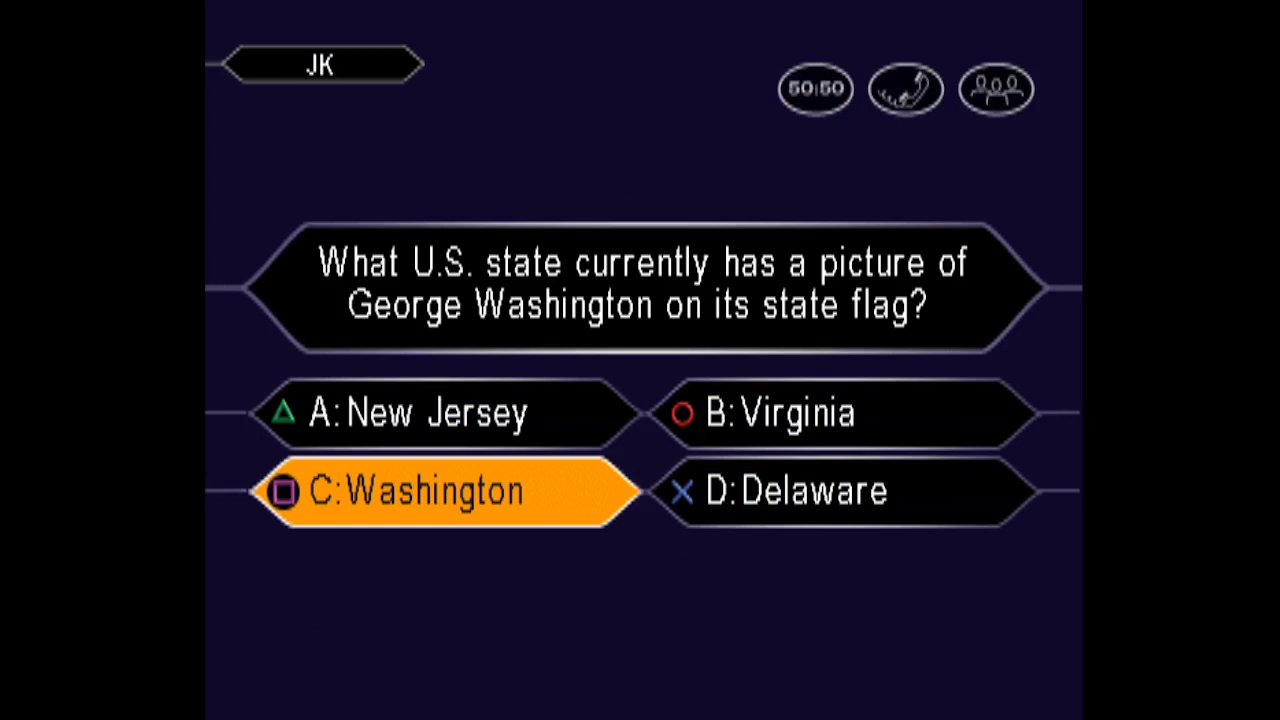 JK
50:50
What U.S. state currently has a picture of
George Washington on its state flag?
A: New Jersey
B: Virginia
C: Washington
D: Delaware